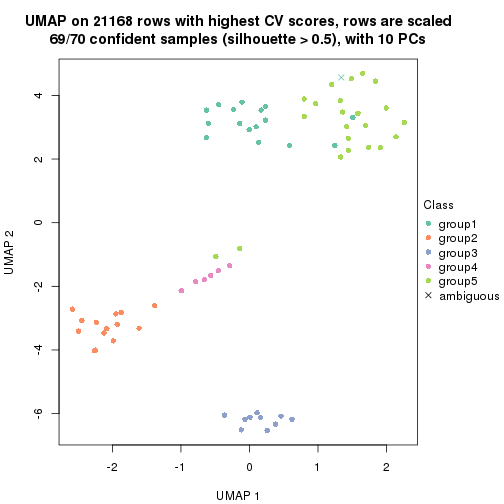 UMAP on 21168 rows with highest CV scores, rows are scaled
69/70 confident samples (silhouette > 0.5), with 10 PCs
4
2
0
-2
-4
-6
UMAP 2
-2
-1
0
1
2
UMAP 1
Class
group1
group2
group3
group4
group5
ambiguous